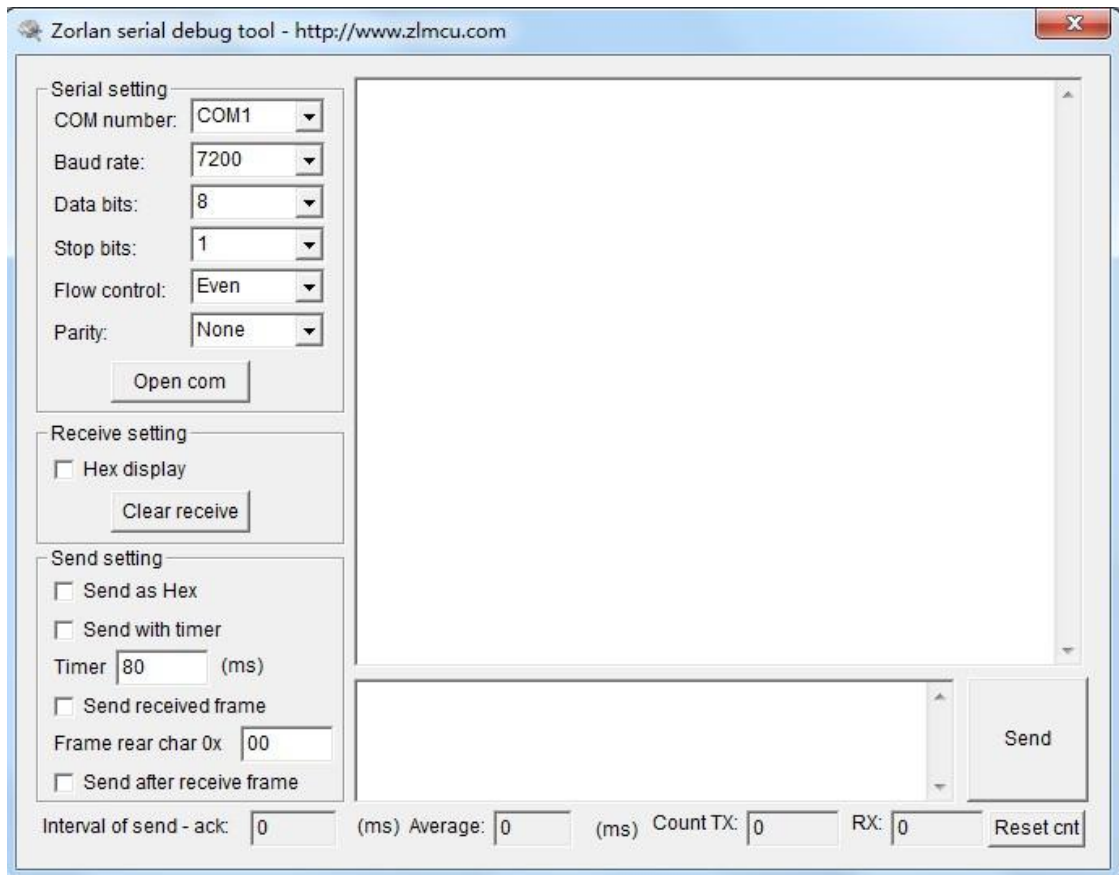 Zorlan serial debug tool - http://www.zlmcu.com
Serial setting
COM number: COM1
Baud rate: 7200
Data bits: 8
Stop bits: 1
Flow control: Even
Parity: None
Open com
Receive setting
Hex display
Clear receive
Send setting
Send as Hex
Send with timer
Timer 80 (ms)
Send received frame
Frame rear char 0x 00
Send after receive frame
Send
Interval of send - ack: 0 (ms) Average: 0 (ms) Count TX: 0 RX: 0 Reset cnt